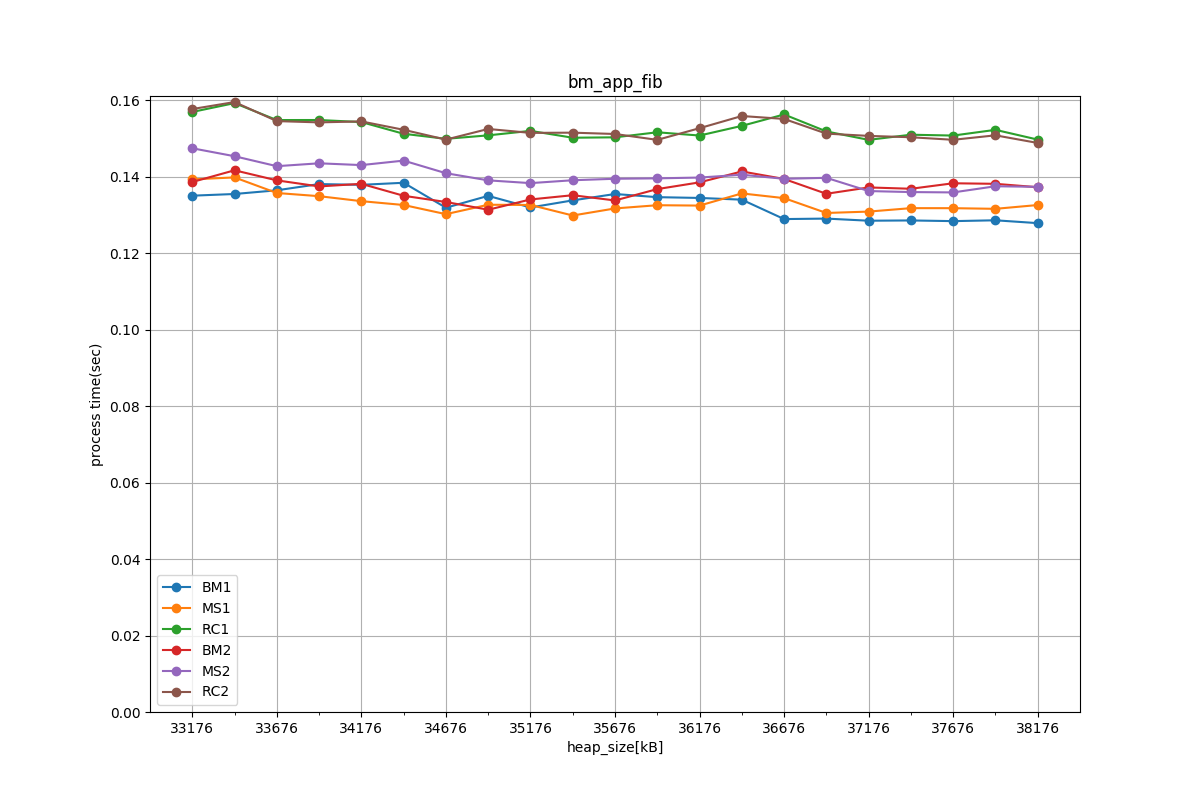 bm_app_fib
0.16
0.14
0.12
0.10
0.08
0.06
0.04
0.02
0.00
process time(sec)
BM1
MS1
RC1
BM2
MS2
RC2
33176 33676 34176 34676 35176 35676 36176 36676 37176 37676 38176
heap_size[kB]